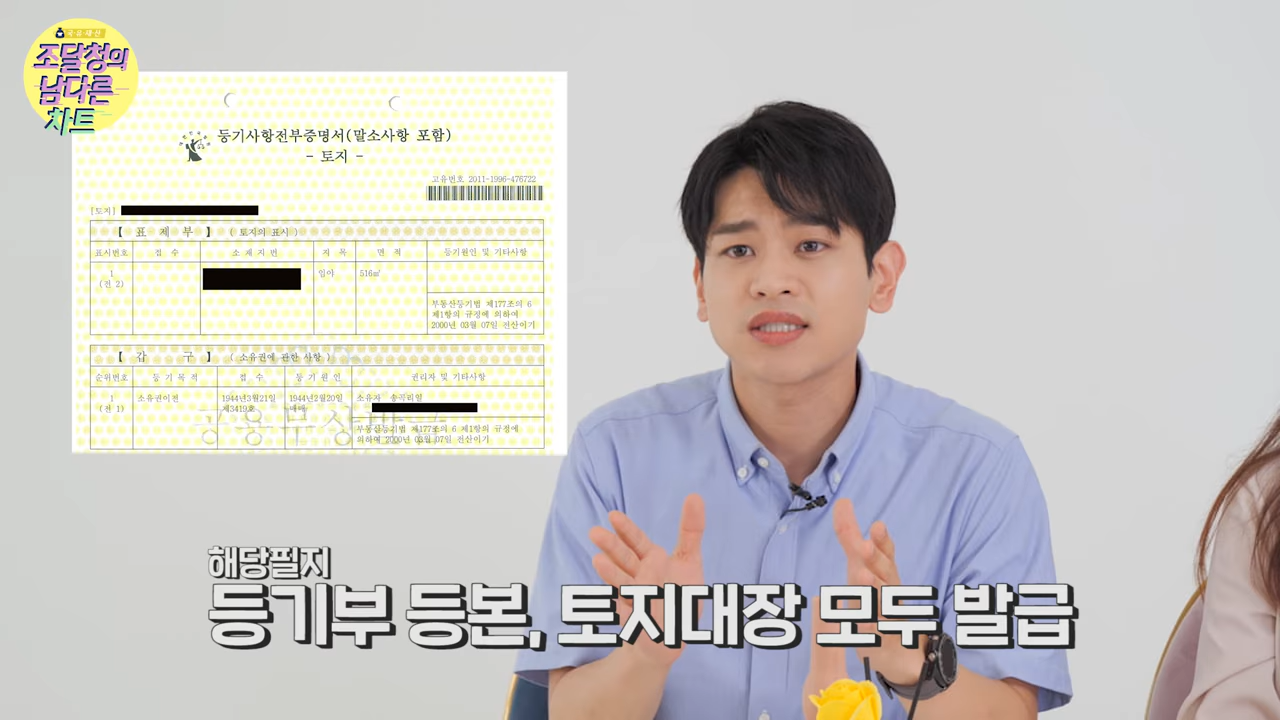 국유재산
조달청의
남다른
차트
등기사항전부증명서(말소사항 포함)
- 토지 -
고유번호 2011-1996-476722
[토지]
【 표 제 부 】 ( 토지의 표시 )
표시번호 접 수 소 재 지 번 지 목 면 적 등기원인 및 기타사항
1 임야 516㎡
(전 2)
부동산등기법 제177조의 6
제1항의 규정에 의하여
2000년 03월 07일 전산이기
【 갑 구 】 ( 소유권에 관한 사항 )
순위번호 등 기 목 적 접 수 등 기 원 인 권리자 및 기타사항
1 소유권이전 1944년3월21일 1944년2월20일 소유자 송곡리일
(전 1) 제3419호 매매
부동산등기법 제177조의 6 제1항의 규정에
의하여 2000년 03월 07일 전산이기
해당필지
등기부 등본, 토지대장 모두 발급